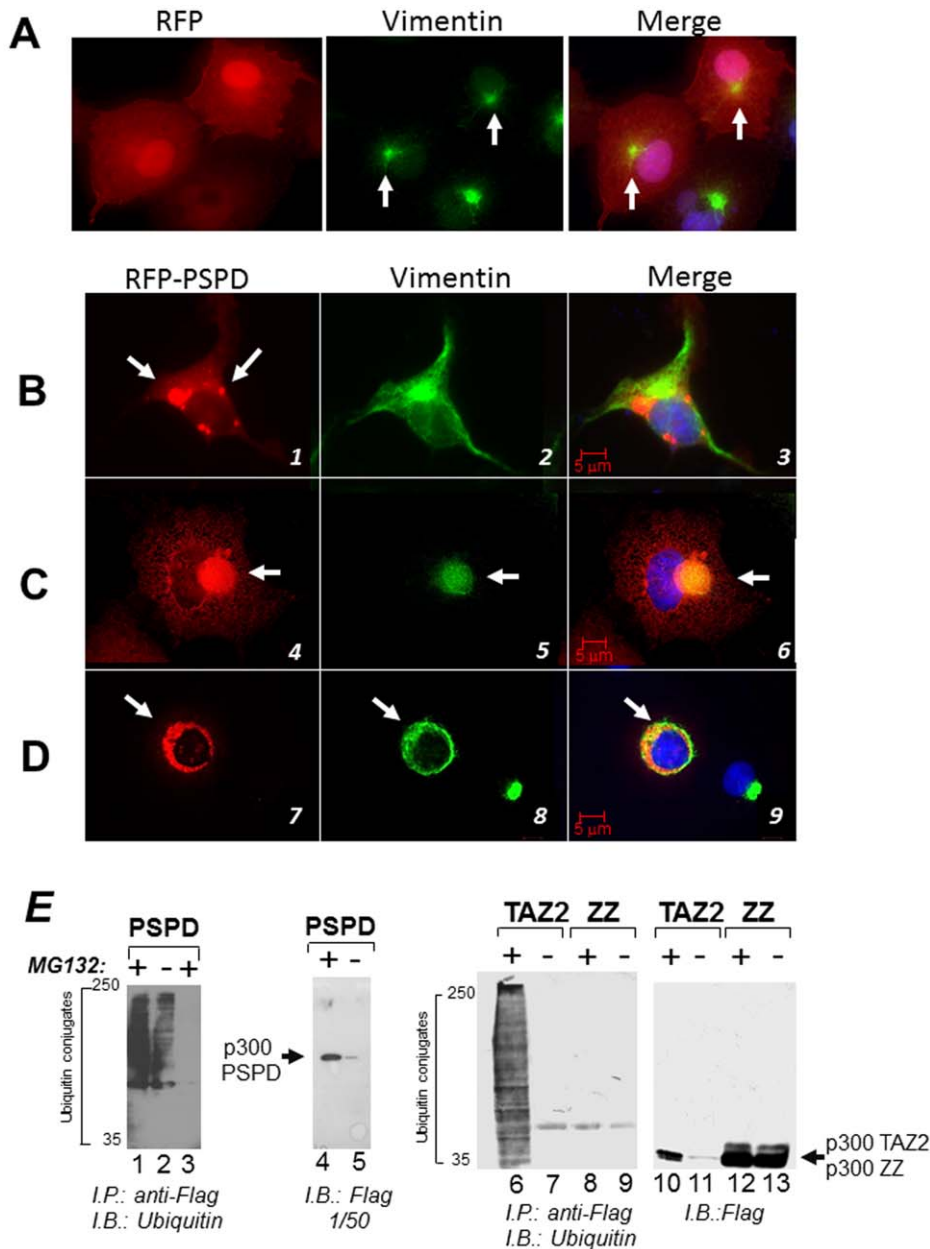 A
RFP Vimentin Merge
RFP-PSPD Vimentin Merge
B
1 2 5 µm 3
C
4 5 5 µm 6
D
7 8 5 µm 9
E
PSPD PSPD TAZ2 ZZ TAZ2 ZZ
MG132: + - + + - + - + - + - + -
250 250
Ubiquitin conjugates Ubiquitin conjugates
p300
PSPD
35 35
p300 TAZ2
p300 ZZ
1 2 3 4 5 6 7 8 9 10 11 12 13
I.P.: anti-Flag I.B.: Flag I.P.: anti-Flag I.B.:Flag
I.B.: Ubiquitin 1/50 I.B.: Ubiquitin